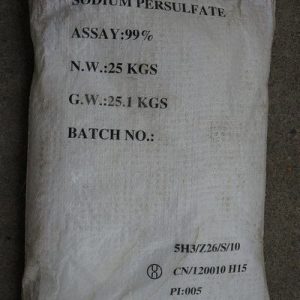 SODIUM PERSULFATE
ASSAY:99%
N.W.:25 KGS
G.W.:25.1 KGS
BATCH NO.:
5H3/Z26/S/10
CN/120010 H15
PI:005